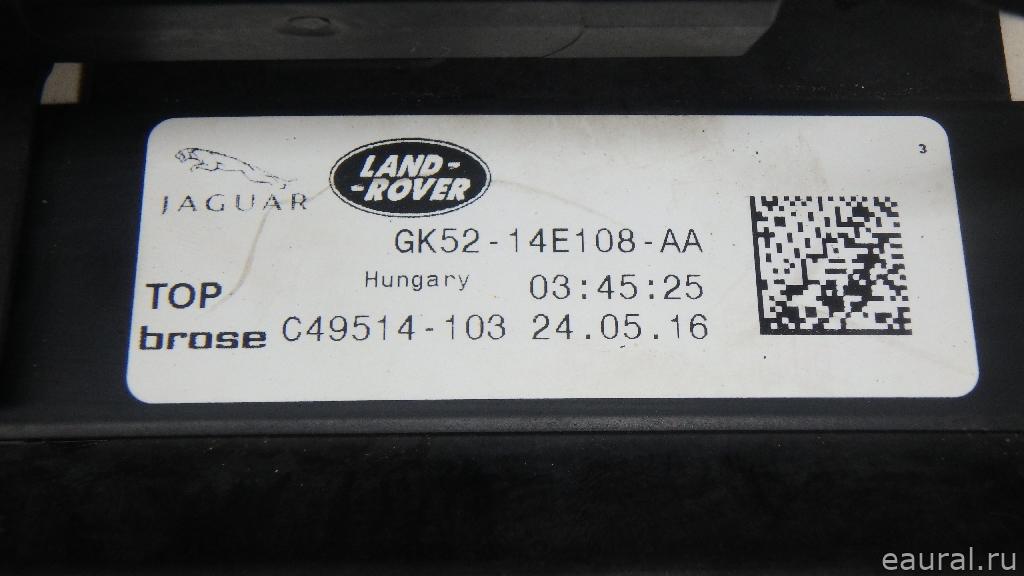 3
JAGUAR
LAND-
-ROVER
GK52-14E108-AA
Hungary 03:45:25
TOP
brose C49514-103 24.05.16
eaural.ru